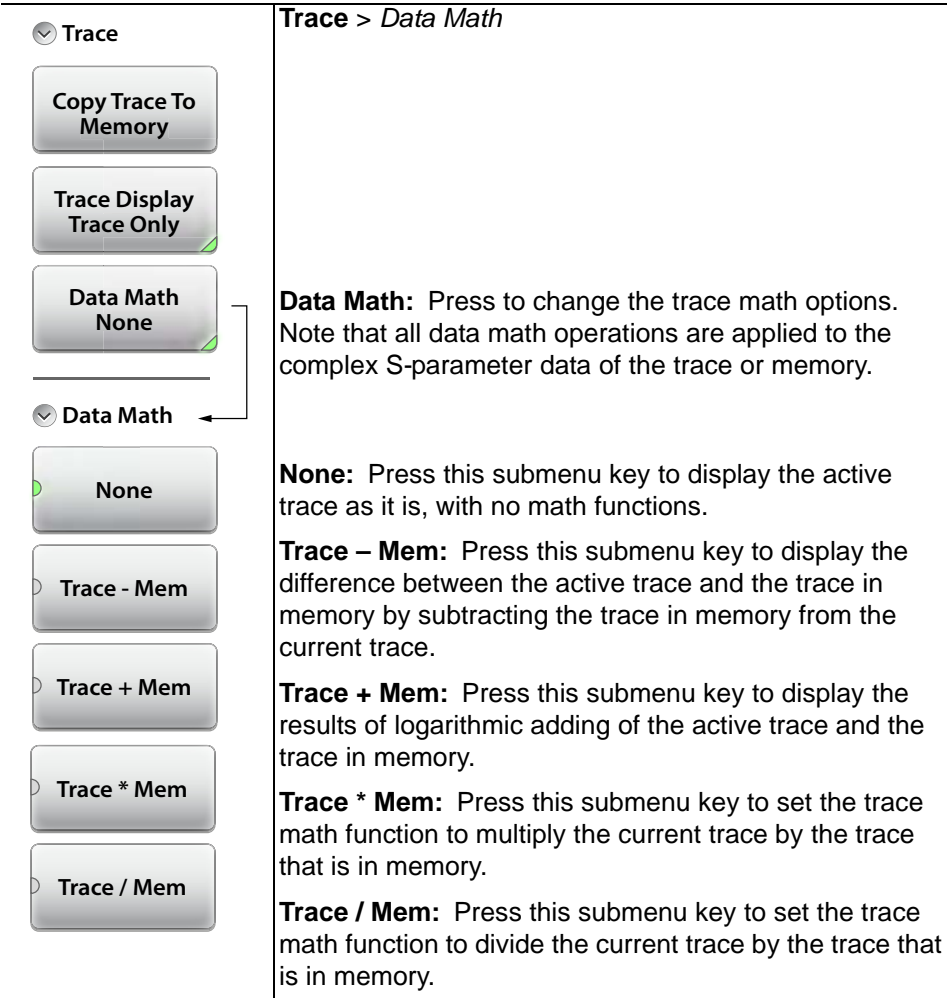 Trace
Copy Trace To
Memory
Trace Display
Trace Only
Data Math
None
Data Math
None
Trace - Mem
Trace + Mem
Trace * Mem
Trace / Mem
Trace > Data Math
Data Math: Press to change the trace math options.
Note that all data math operations are applied to the
complex S-parameter data of the trace or memory.
None: Press this submenu key to display the active
trace as it is, with no math functions.
Trace – Mem: Press this submenu key to display the
difference between the active trace and the trace in
memory by subtracting the trace in memory from the
current trace.
Trace + Mem: Press this submenu key to display the
results of logarithmic adding of the active trace and the
trace in memory.
Trace * Mem: Press this submenu key to set the trace
math function to multiply the current trace by the trace
that is in memory.
Trace / Mem: Press this submenu key to set the trace
math function to divide the current trace by the trace that
is in memory.